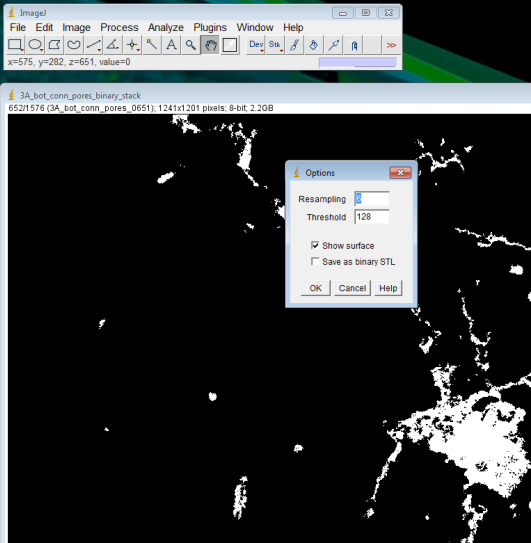 ImageJ
File Edit Image Process Analyze Plugins Window Help
A Dev Stk >>
x=575, y=282, z=651, value=0
3A_bot_conn_pores_binary_stack
652/1576 (3A_bot_conn_pores_0651); 1241x1201 pixels; 8-bit; 2.2GB
Options
Resampling 6
Threshold 128
Show surface
Save as binary STL
OK Cancel Help